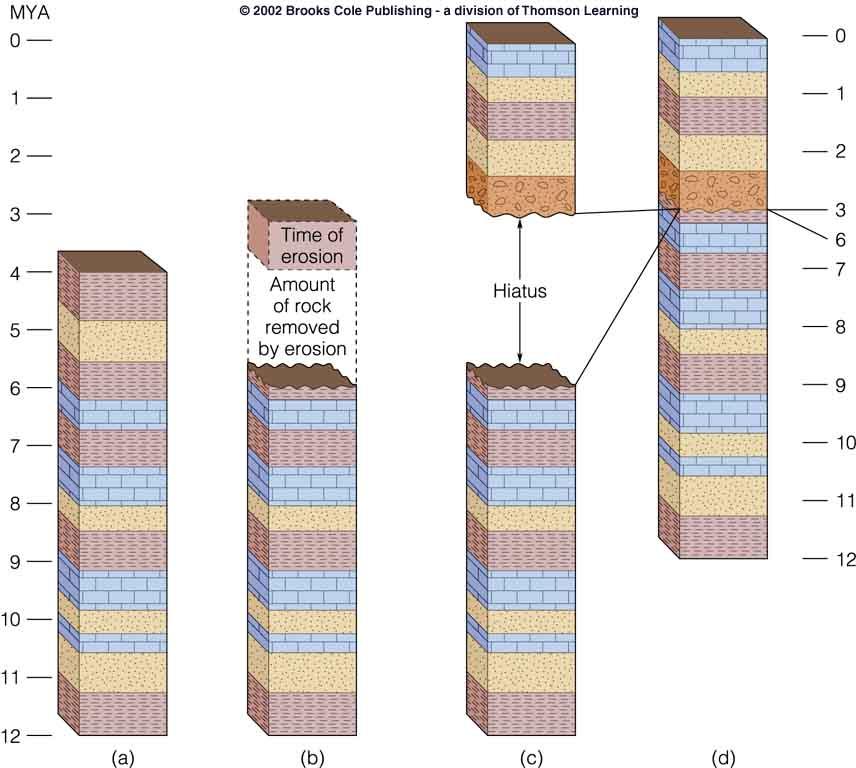 © 2002 Brooks Cole Publishing - a division of Thomson Learning
MYA
0
1
2
3
4
5
6
7
8
9
10
11
12
Time of
erosion
Amount
of rock
removed
by erosion
Hiatus
0
1
2
3
6
7
8
9
10
11
12
(a)
(b)
(c)
(d)